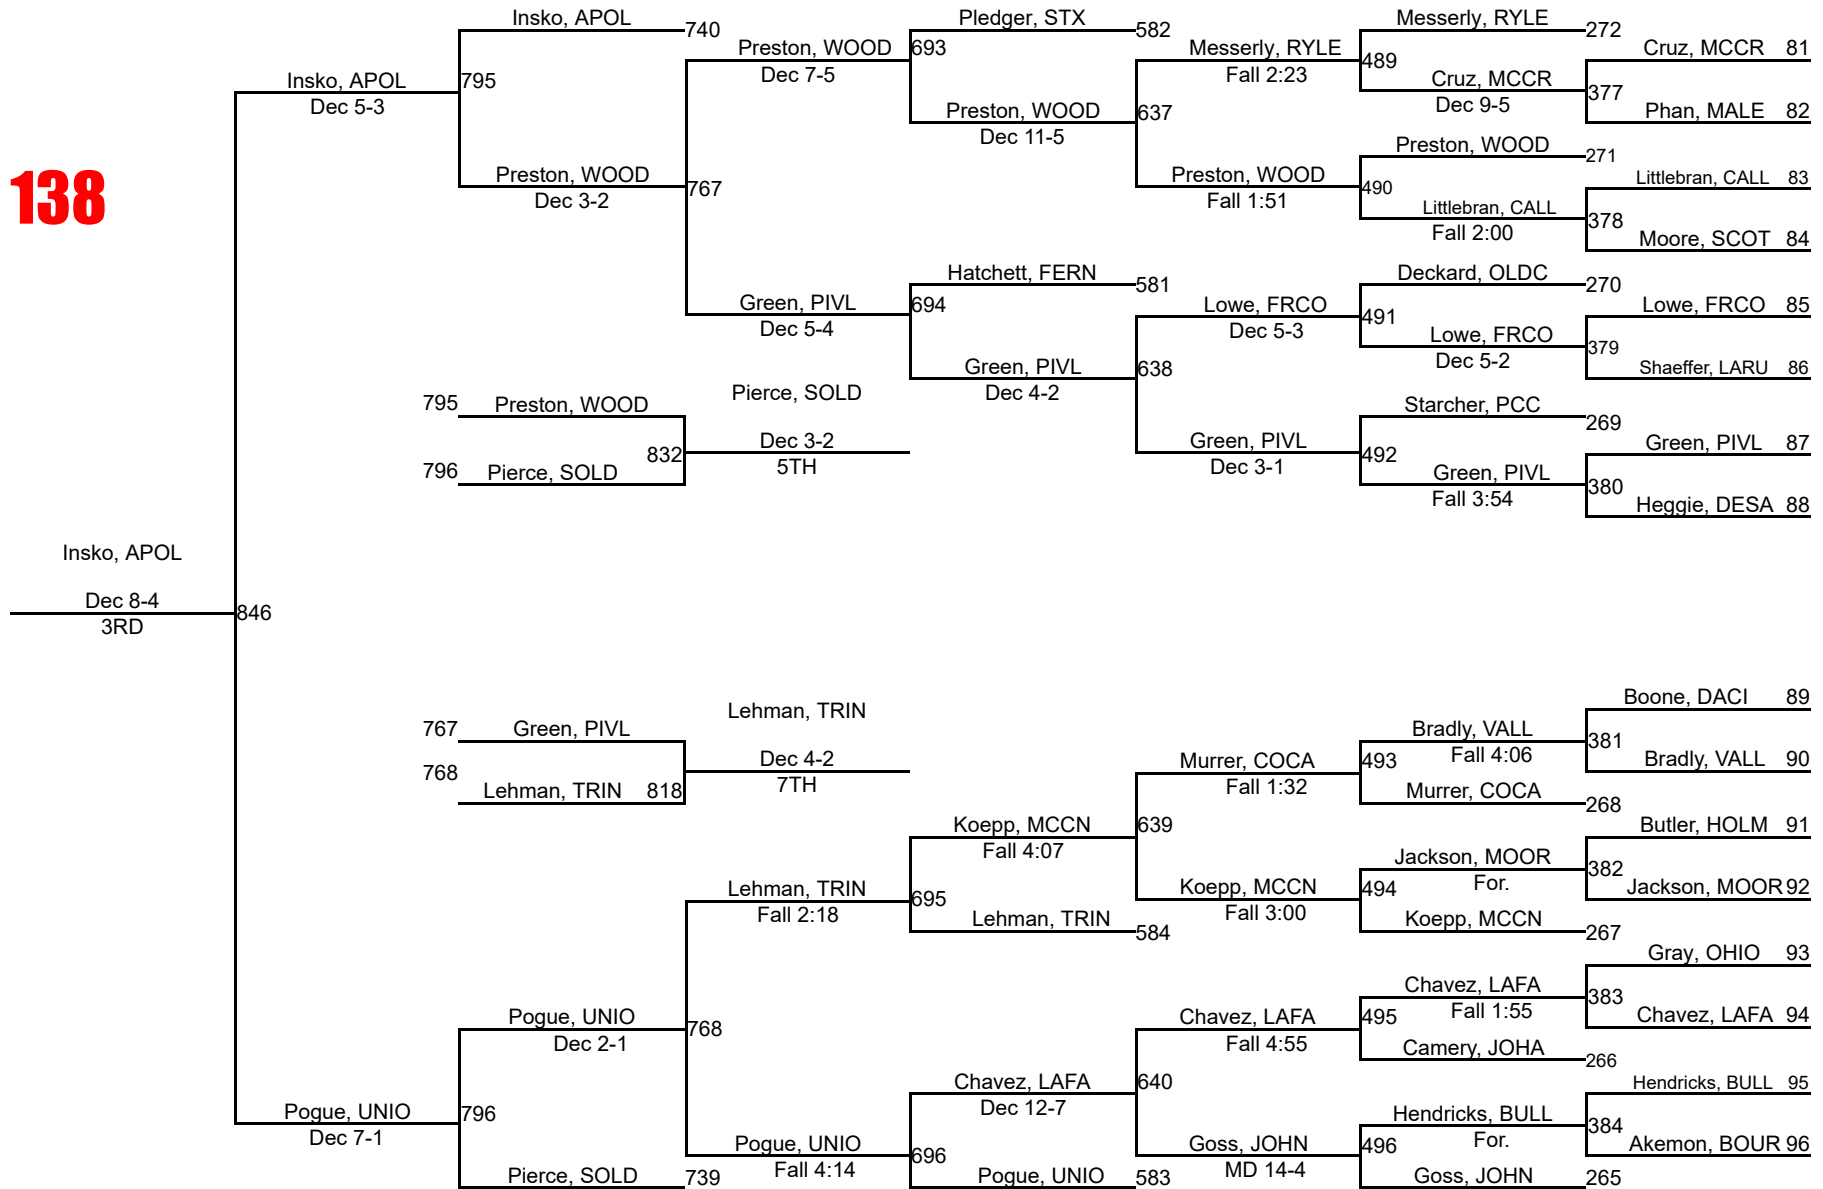 138
Insko, APOL
740
Pledger, STX
582
Messerly, RYLE
272
Cruz, MCCR 81
Preston, WOOD
693
Dec 7-5
Messerly, RYLE
489
Fall 2:23
Cruz, MCCR
377
Dec 9-5
Phan, MALE 82
Insko, APOL
795
Dec 5-3
Preston, WOOD
637
Dec 11-5
Preston, WOOD
271
Littlebran, CALL 83
Preston, WOOD
767
Dec 3-2
Preston, WOOD
490
Fall 1:51
Littlebran, CALL
378
Fall 2:00
Moore, SCOT 84
Hatchett, FERN
581
Deckard, OLDC
270
Lowe, FRCO 85
Green, PIVL
694
Dec 5-4
Lowe, FRCO
491
Dec 5-3
Lowe, FRCO
379
Dec 5-2
Shaeffer, LARU 86
Green, PIVL
638
Dec 4-2
795 Preston, WOOD
Pierce, SOLD
832
Dec 3-2
5TH
796 Pierce, SOLD
Starcher, PCC
269
Green, PIVL 87
Green, PIVL
492
Dec 3-1
Green, PIVL
380
Fall 3:54
Heggie, DESA 88
Insko, APOL
Dec 8-4
846
3RD
Boone, DACI 89
767 Green, PIVL
Lehman, TRIN
Dec 4-2
7TH
768
Lehman, TRIN 818
Bradly, VALL
381
Fall 4:06
Bradly, VALL 90
Murrer, COCA
493
Fall 1:32
Murrer, COCA
268
Butler, HOLM 91
Koepp, MCCN
639
Fall 4:07
Jackson, MOOR
382
For.
Jackson, MOOR 92
Lehman, TRIN
695
Fall 2:18
Koepp, MCCN
494
Fall 3:00
Lehman, TRIN
584
Koepp, MCCN
267
Gray, OHIO 93
Chavez, LAFA
383
Fall 1:55
Chavez, LAFA 94
Pogue, UNIO
768
Dec 2-1
Chavez, LAFA
495
Fall 4:55
Camery, JOHA
266
Hendricks, BULL 95
Chavez, LAFA
640
Dec 12-7
Pogue, UNIO
796
Dec 7-1
Hendricks, BULL
384
For.
Akemon, BOUR 96
Pogue, UNIO
696
Fall 4:14
Goss, JOHN
496
MD 14-4
Pierce, SOLD
739
Pogue, UNIO
583
Goss, JOHN
265